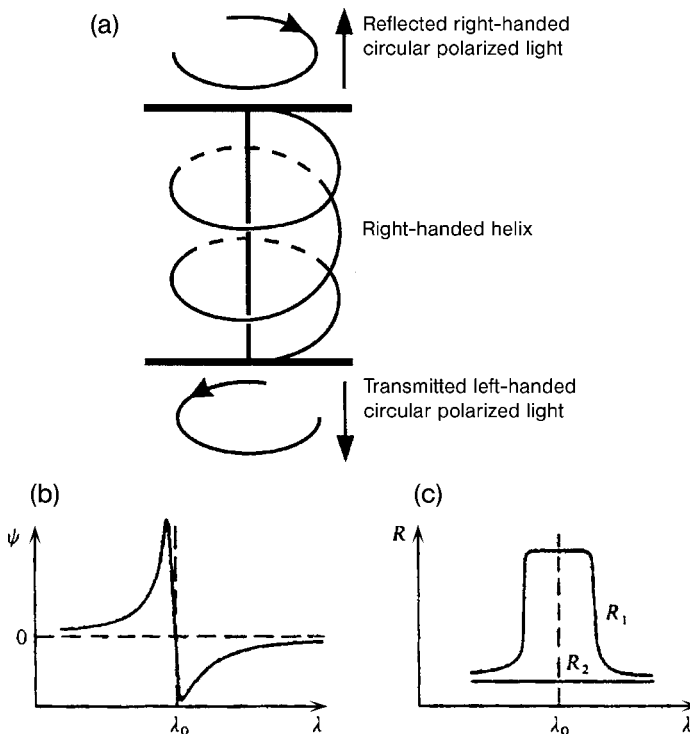 (a)
Reflected right-handed
circular polarized light
Right-handed helix
Transmitted left-handed
circular polarized light
(b)
ψ
0
λ₀
λ
(c)
R
R₁
R₂
λ₀
λ